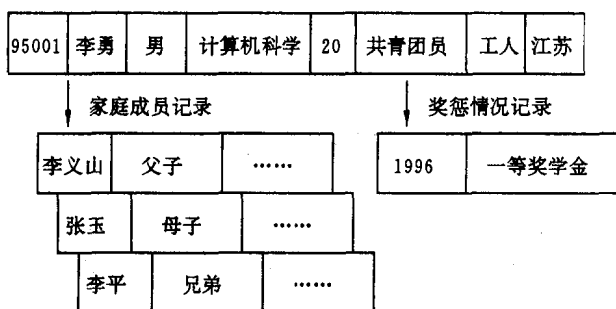 95001 李勇 男 计算机科学 20 共青团员 工人 江苏
家庭成员记录 奖惩情况记录
李义山 父子 …… 1996 一等奖学金
张玉 母子 ……
李平 兄弟 ……